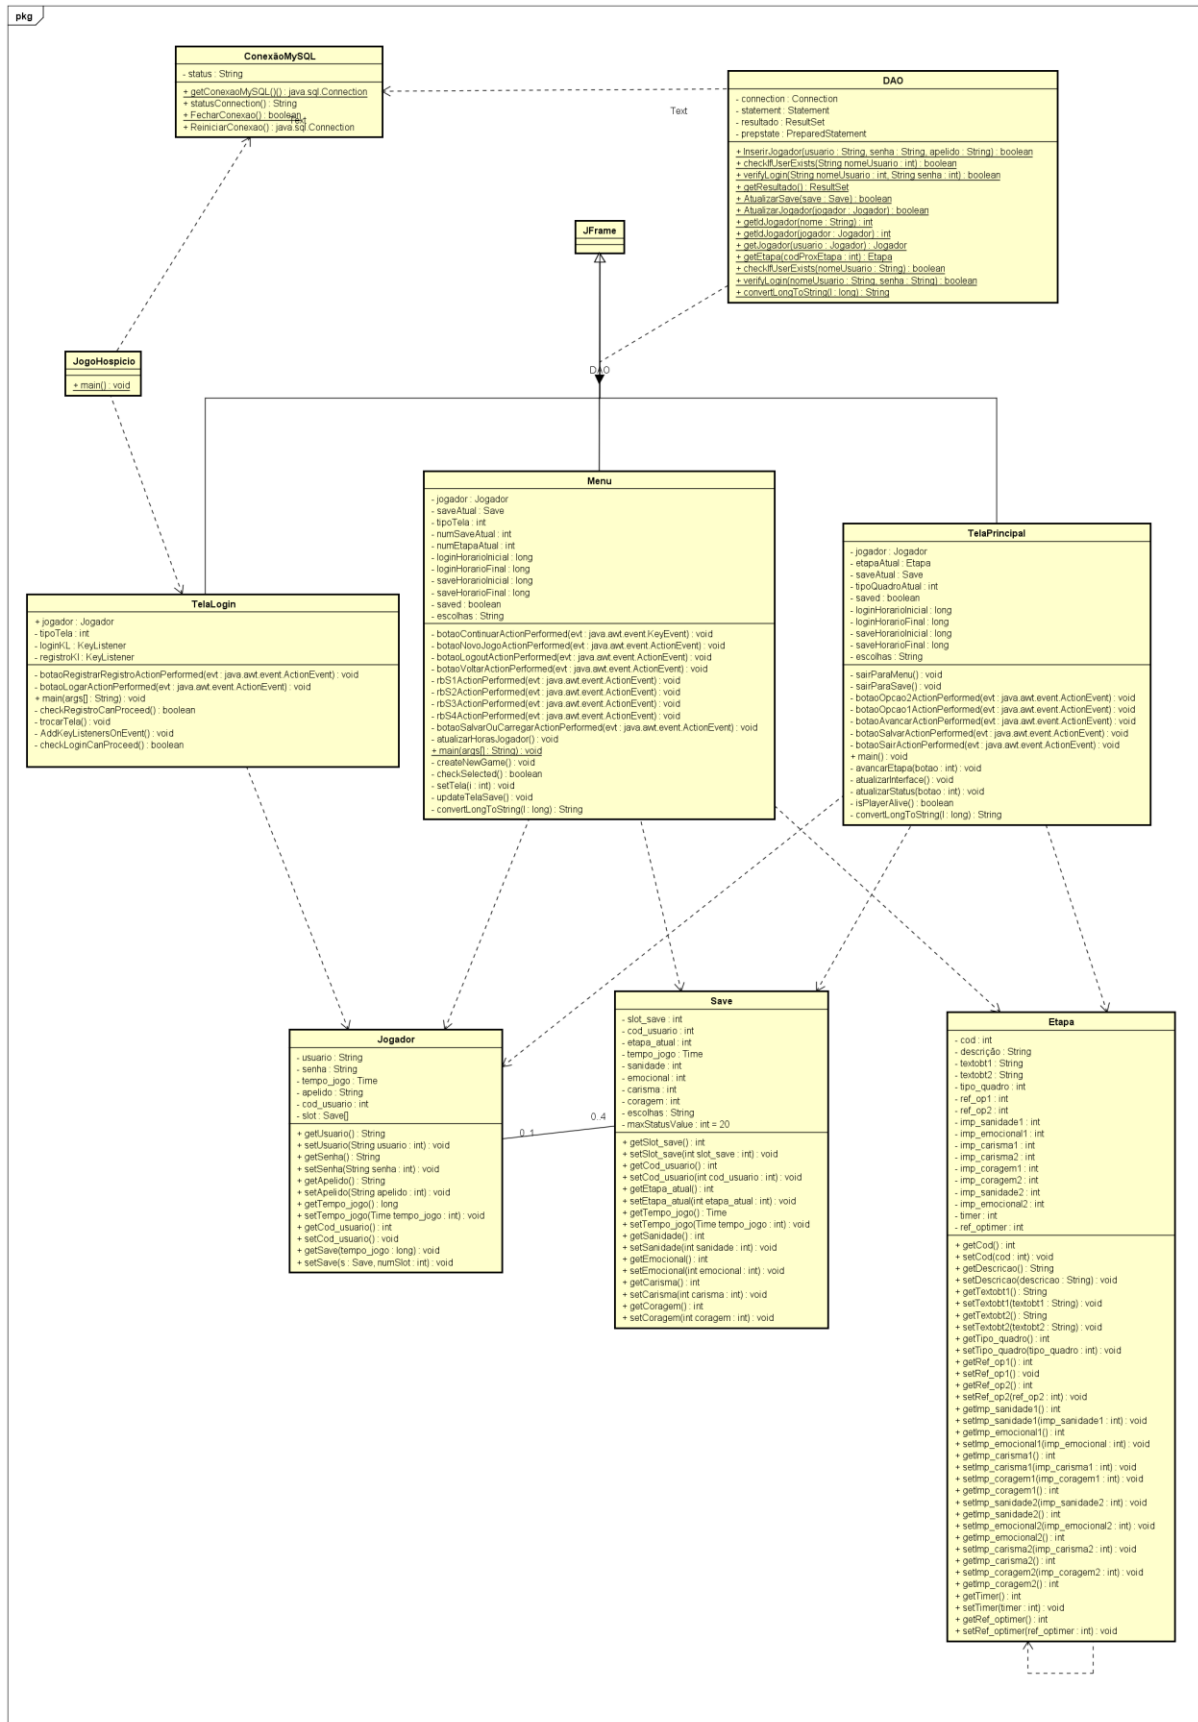 pkg
ConexãoMySQL
- status : String
+ getConexaoMySQL()() : java.sql.Connection
+ statusConnection() : String
+ FecharConexao() : boolean
+ ReiniciarConexao() : java.sql.Connection
Text
DAO
- connection : Connection
- statement : Statement
- resultado : ResultSet
- prepstate : PreparedStatement
+ InserirJogador(usuario : String, senha : String, apelido : String) : boolean
+ checkIfUserExists(String nomeUsuario : int) : boolean
+ verifyLogin(String nomeUsuario : int, String senha : int) : boolean
+ getResultado() : ResultSet
+ AtualizarSave(save : Save) : boolean
+ AtualizarJogador(jogador : Jogador) : boolean
+ getIdJogador(nome : String) : int
+ getIdJogador(jogador : Jogador) : int
+ getJogador(usuario : Jogador) : Jogador
+ getEtapa(codProxEtapa : int) : Etapa
+ checkIfUserExists(nomeUsuario : String) : boolean
+ verifyLogin(nomeUsuario : String, senha : String) : boolean
+ convertLongToString(l : long) : String
Text
JFrame
DAO
JogoHospicio
+ main() : void
TelaLogin
+ jogador : Jogador
- tipoTela : int
- loginKL : KeyListener
- registroKl : KeyListener
- botaoRegistrarRegistroActionPerformed(evt : java.awt.event.ActionEvent) : void
- botaoLogarActionPerformed(evt : java.awt.event.ActionEvent) : void
+ main(args[] : String) : void
- checkRegistroCanProceed() : boolean
- trocarTela() : void
- AddKeyListenersOnEvent() : void
- checkLoginCanProceed() : boolean
Menu
- jogador : Jogador
- saveAtual : Save
- tipoTela : int
- numSaveAtual : int
- numEtapaAtual : int
- loginHorarioInicial : long
- loginHorarioFinal : long
- saveHorarioInicial : long
- saveHorarioFinal : long
- saved : boolean
- escolhas : String
- botaoContinuarActionPerformed(evt : java.awt.event.KeyEvent) : void
- botaoNovoJogoActionPerformed(evt : java.awt.event.ActionEvent) : void
- botaoLogoutActionPerformed(evt : java.awt.event.ActionEvent) : void
- botaoVoltarActionPerformed(evt : java.awt.event.ActionEvent) : void
- rbS1ActionPerformed(evt : java.awt.event.ActionEvent) : void
- rbS2ActionPerformed(evt : java.awt.event.ActionEvent) : void
- rbS3ActionPerformed(evt : java.awt.event.ActionEvent) : void
- rbS4ActionPerformed(evt : java.awt.event.ActionEvent) : void
- botaoSalvarOuCarregarActionPerformed(evt : java.awt.event.ActionEvent) : void
- atualizarHorasJogador() : void
+ main(args[] : String) : void
- createNewGame() : void
- checkSelected() : boolean
- setTela(i : int) : void
- updateTelaSave() : void
- convertLongToString(l : long) : String
TelaPrincipal
- jogador : Jogador
- etapaAtual : Etapa
- saveAtual : Save
- tipoQuadroAtual : int
- saved : boolean
- loginHorarioInicial : long
- loginHorarioFinal : long
- saveHorarioInicial : long
- saveHorarioFinal : long
- escolhas : String
- sairParaMenu() : void
- sairParaSave() : void
- botaoOpcao2ActionPerformed(evt : java.awt.event.ActionEvent) : void
- botaoOpcao1ActionPerformed(evt : java.awt.event.ActionEvent) : void
- botaoAvancarActionPerformed(evt : java.awt.event.ActionEvent) : void
- botaoSalvarActionPerformed(evt : java.awt.event.ActionEvent) : void
- botaoSairActionPerformed(evt : java.awt.event.ActionEvent) : void
+ main() : void
- avancarEtapa(botao : int) : void
- atualizarInterface() : void
- atualizarStatus(botao : int) : void
- isPlayerAlive() : boolean
- convertLongToString(l : long) : String
Jogador
- usuario : String
- senha : String
- tempo_jogo : Time
- apelido : String
- cod_usuario : int
- slot : Save[]
+ getUsuario() : String
+ setUsuario(String usuario : int) : void
+ getSenha() : String
+ setSenha(String senha : int) : void
+ getApelido() : String
+ setApelido(String apelido : int) : void
+ getTempo_jogo() : long
+ setTempo_jogo(Time tempo_jogo : int) : void
+ getCod_usuario() : int
+ setCod_usuario() : void
+ getSave(tempo_jogo : long) : void
+ setSave(s : Save, numSlot : int) : void
0..1
0..4
Save
- slot_save : int
- cod_usuario : int
- etapa_atual : int
- tempo_jogo : Time
- sanidade : int
- emocional : int
- carisma : int
- coragem : int
- escolhas : String
- maxStatusValue : int = 20
+ getSlot_save() : int
+ setSlot_save(int slot_save : int) : void
+ getCod_usuario() : int
+ setCod_usuario(int cod_usuario : int) : void
+ getEtapa_atual() : int
+ setEtapa_atual(int etapa_atual : int) : void
+ getTempo_jogo() : Time
+ setTempo_jogo(Time tempo_jogo : int) : void
+ getSanidade() : int
+ setSanidade(int sanidade : int) : void
+ getEmocional() : int
+ setEmocional(int emocional : int) : void
+ getCarisma() : int
+ setCarisma(int carisma : int) : void
+ getCoragem() : int
+ setCoragem(int coragem : int) : void
Etapa
- cod : int
- descrição : String
- textobt1 : String
- textobt2 : String
- tipo_quadro : int
- ref_op1 : int
- ref_op2 : int
- imp_sanidade1 : int
- imp_emocional1 : int
- imp_carisma1 : int
- imp_carisma2 : int
- imp_coragem1 : int
- imp_coragem2 : int
- imp_sanidade2 : int
- imp_emocional2 : int
- timer : int
- ref_optimer : int
+ getCod() : int
+ setCod(cod : int) : void
+ getDescricao() : String
+ setDescricao(descricao : String) : void
+ getTextobt1() : String
+ setTextobt1(textobt1 : String) : void
+ getTextobt2() : String
+ setTextobt2(textobt2 : String) : void
+ getTipo_quadro() : int
+ setTipo_quadro(tipo_quadro : int) : void
+ getRef_op1() : int
+ setRef_op1() : void
+ getRef_op2() : int
+ setRef_op2(ref_op2 : int) : void
+ getImp_sanidade1() : int
+ setImp_sanidade1(imp_sanidade1 : int) : void
+ getImp_emocional1() : int
+ setImp_emocional1(imp_emocional : int) : void
+ getImp_carisma1() : int
+ setImp_carisma1(imp_carisma1 : int) : void
+ setImp_coragem1(imp_coragem1 : int) : void
+ getImp_coragem1() : int
+ setImp_sanidade2(imp_sanidade2 : int) : void
+ getImp_sanidade2() : int
+ setImp_emocional2(imp_emocional2 : int) : void
+ getImp_emocional2() : int
+ setImp_carisma2(imp_carisma2 : int) : void
+ getImp_carisma2() : int
+ setImp_coragem2(imp_coragem2 : int) : void
+ getImp_coragem2() : int
+ getTimer() : int
+ setTimer(timer : int) : void
+ getRef_optimer() : int
+ setRef_optimer(ref_optimer : int) : void